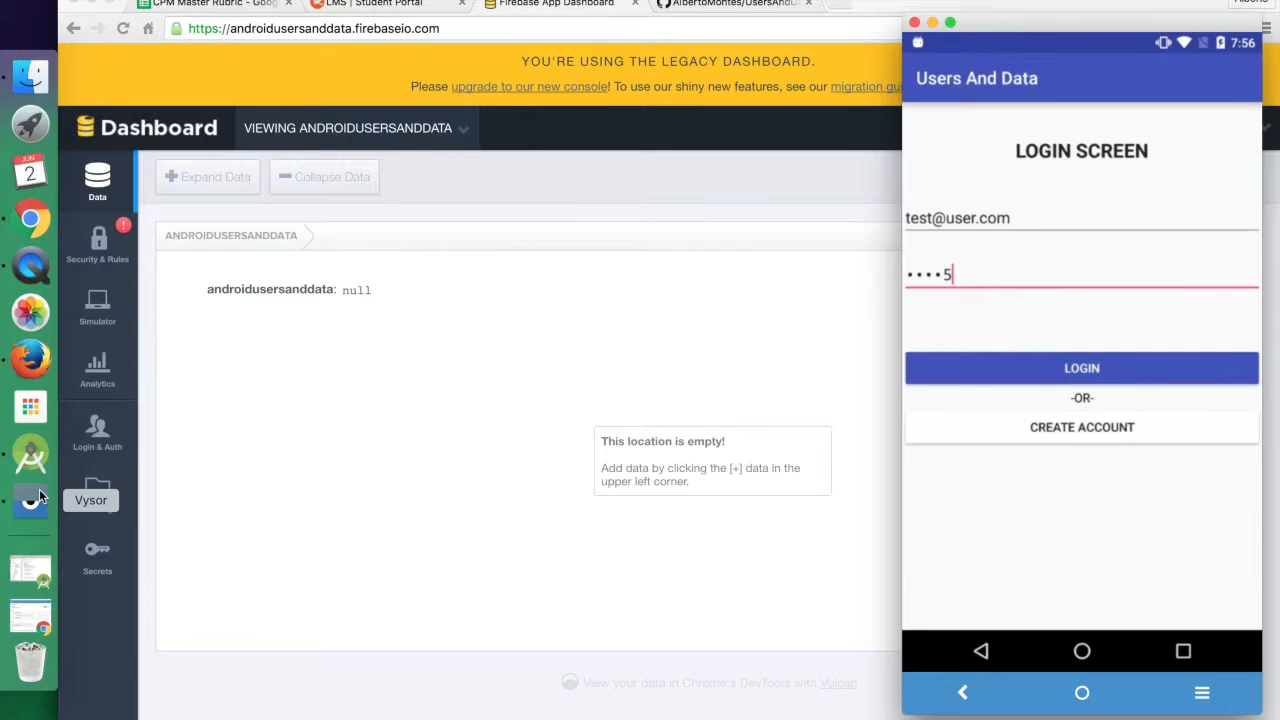 CPM Master Rubric - Goog
LMS | Student Portal
Firebase App Dashboard
AlbertoMontes/UsersAndDa
Alberto
https://androidusersanddata.firebaseio.com
YOU'RE USING THE LEGACY DASHBOARD.
Please upgrade to our new console! To use our shiny new features, see our migration gui
Dashboard
VIEWING ANDROIDUSERSANDDATA
Expand Data
Collapse Data
ANDROIDUSERSANDDATA
androidusersanddata: null
This location is empty!
Add data by clicking the [+] data in the
upper left corner.
View your data in Chrome's DevTools with Vulcan
JUN
2
Data
!
Security & Rules
Simulator
Analytics
Login & Auth
Vysor
Secrets
7:56
Users And Data
LOGIN SCREEN
test@user.com
••••5
LOGIN
-OR-
CREATE ACCOUNT